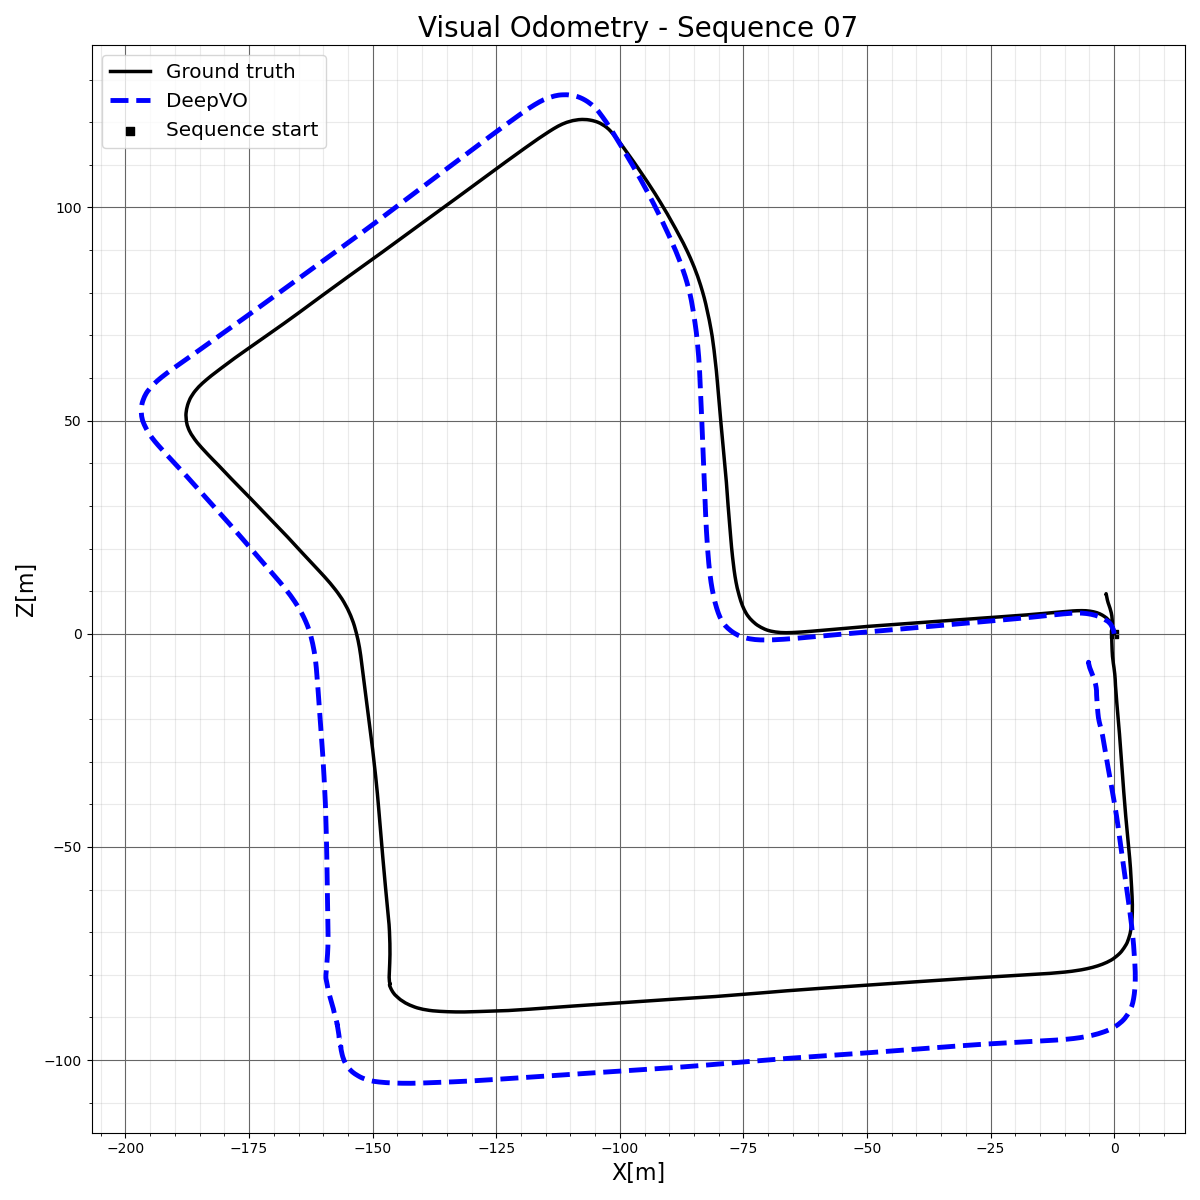 Visual Odometry - Sequence 07
Ground truth
DeepVO
Sequence start
Z[m]
100
50
0
−50
−100
−200
−175
−150
−125
−100
−75
−50
−25
0
X[m]